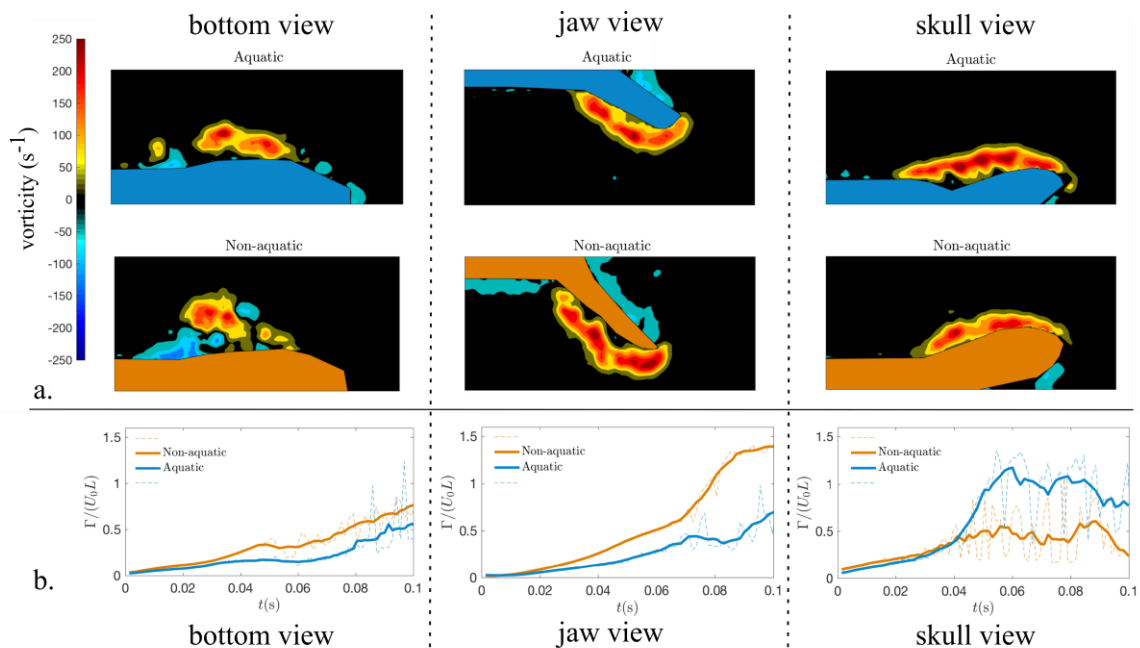 bottom view
jaw view
skull view
Aquatic
Aquatic
Aquatic
250
200
150
100
50
0
-50
-100
-150
-200
-250
vorticity (s⁻¹)
Non-aquatic
Non-aquatic
Non-aquatic
a.
1.5
1
0.5
0
Γ/(U₀L)
Non-aquatic
Aquatic
0 0.02 0.04 0.06 0.08 0.1
t(s)
1.5
1
0.5
0
Γ/(U₀L)
Non-aquatic
Aquatic
0 0.02 0.04 0.06 0.08 0.1
t(s)
1.5
1
0.5
0
Γ/(U₀L)
Non-aquatic
Aquatic
0 0.02 0.04 0.06 0.08 0.1
t(s)
b.
bottom view
jaw view
skull view